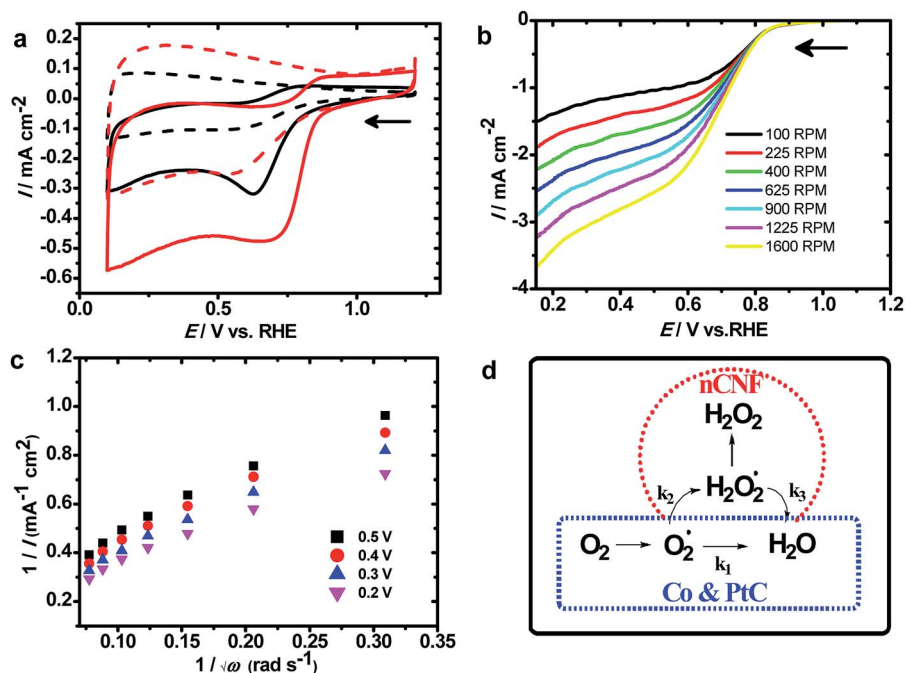 a
0.2
0.1
0.0
-0.1
-0.2
-0.3
-0.4
-0.5
-0.6
I / mA cm-2
0.0 0.5 1.0
E / V vs. RHE
b
0
-1
-2
-3
-4
I / mA cm-2
100 RPM
225 RPM
400 RPM
625 RPM
900 RPM
1225 RPM
1600 RPM
0.2 0.4 0.6 0.8 1.0 1.2
E / V vs.RHE
c
1.2
1.0
0.8
0.6
0.4
0.2
1 / I /(mA-1 cm2)
0.5 V
0.4 V
0.3 V
0.2 V
0.10 0.15 0.20 0.25 0.30 0.35
1 / √ω (rad s-1)
d
nCNF
H2O2
k2 H2O2• k3
O2 O2• H2O
k1
Co & PtC